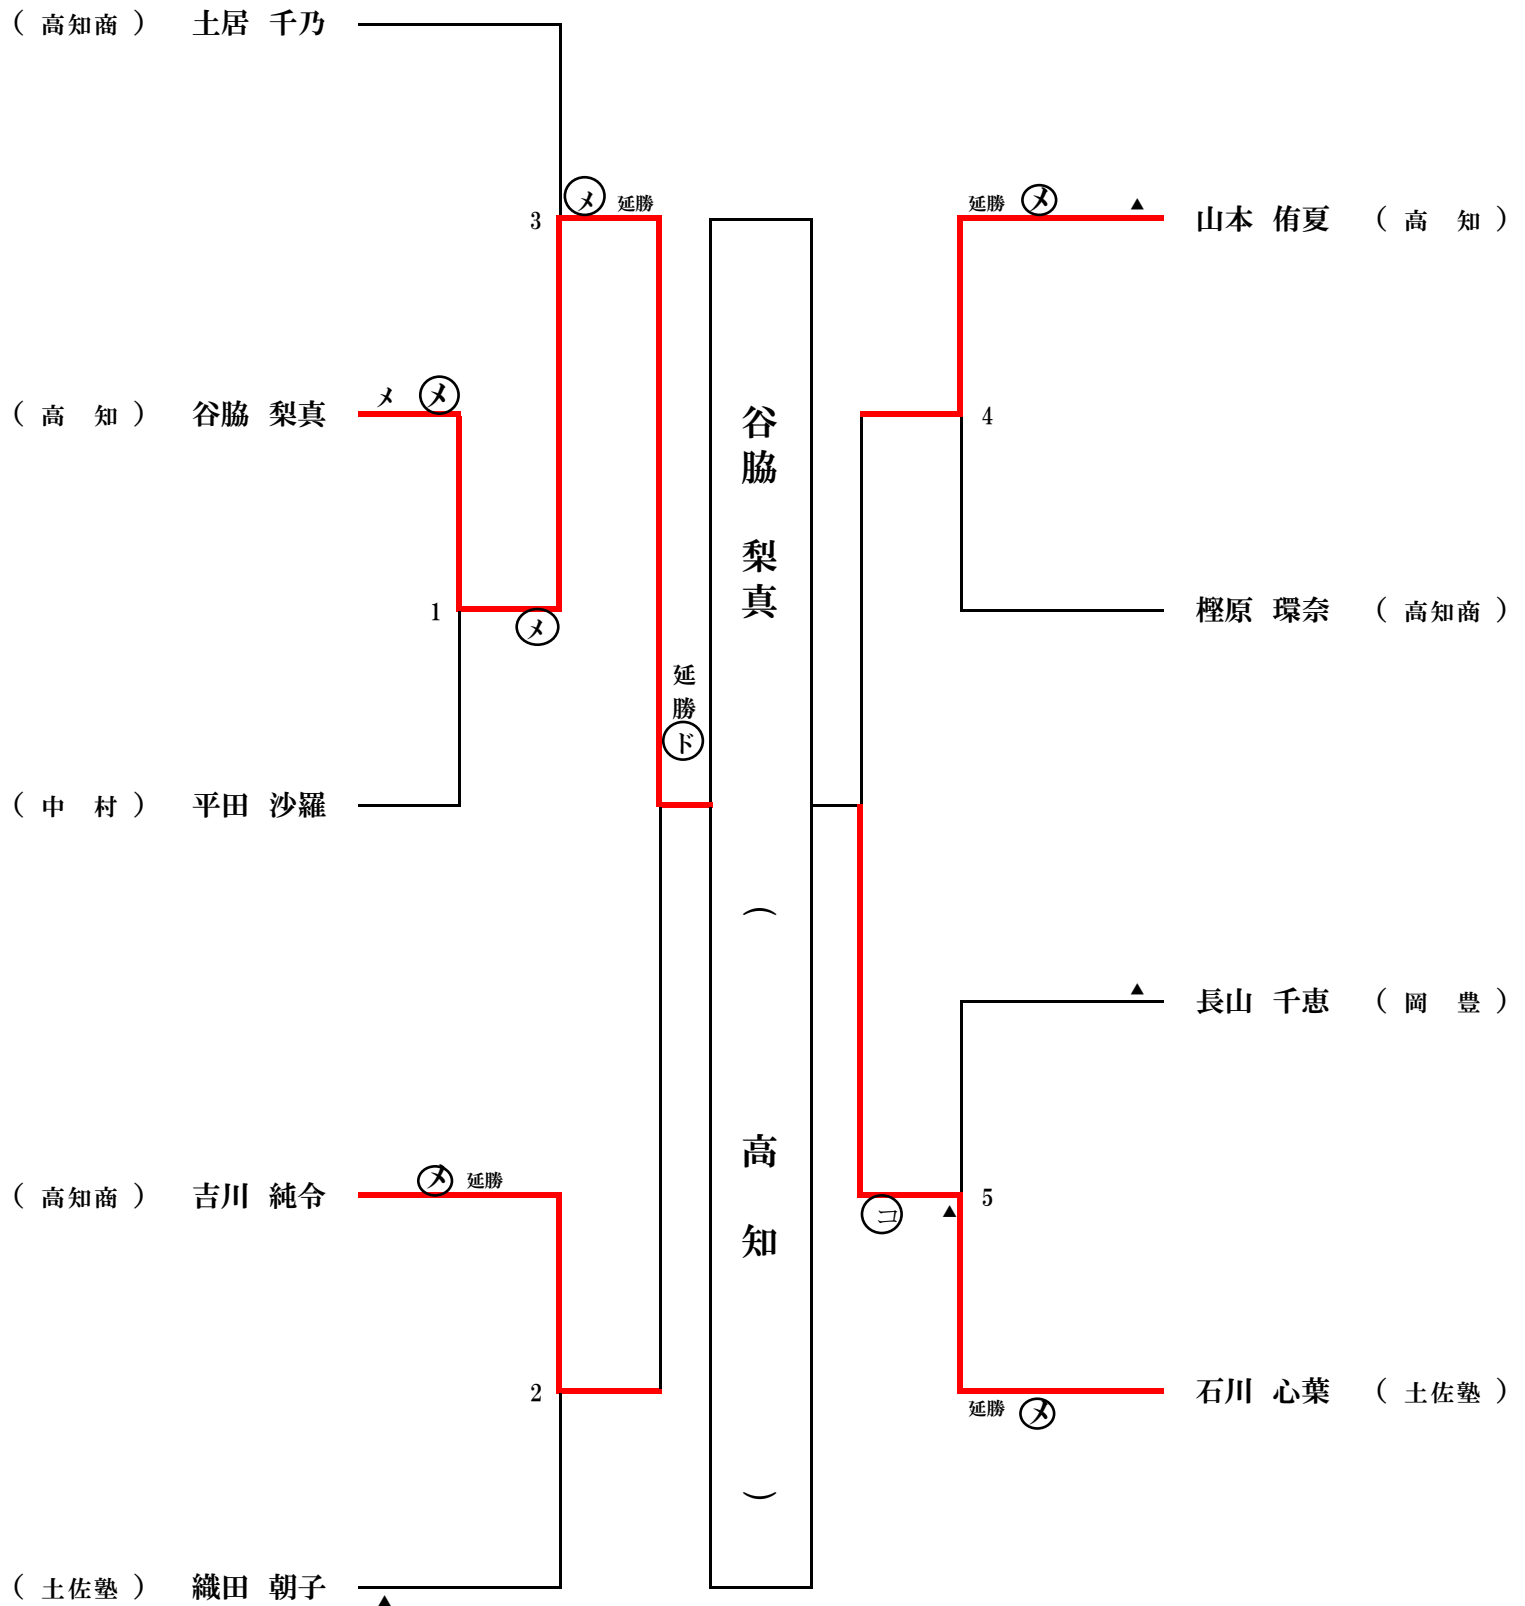 （ 高知商 ） 土居 千乃
3 メ 延勝
延勝 メ ▲ 山本 侑夏 （ 高 知 ）
（ 高 知 ） 谷脇 梨真 メ メ
4
1 メ
樫原 環奈 （ 高知商 ）
延勝 ド
（ 中 村 ） 平田 沙羅
谷脇 梨真 （ 高 知 ）
▲ 長山 千恵 （ 岡 豊 ）
（ 高知商 ） 吉川 純令 メ 延勝
コ ▲ 5
2
延勝 メ 石川 心葉 （ 土佐塾 ）
（ 土佐塾 ） 織田 朝子 ▲